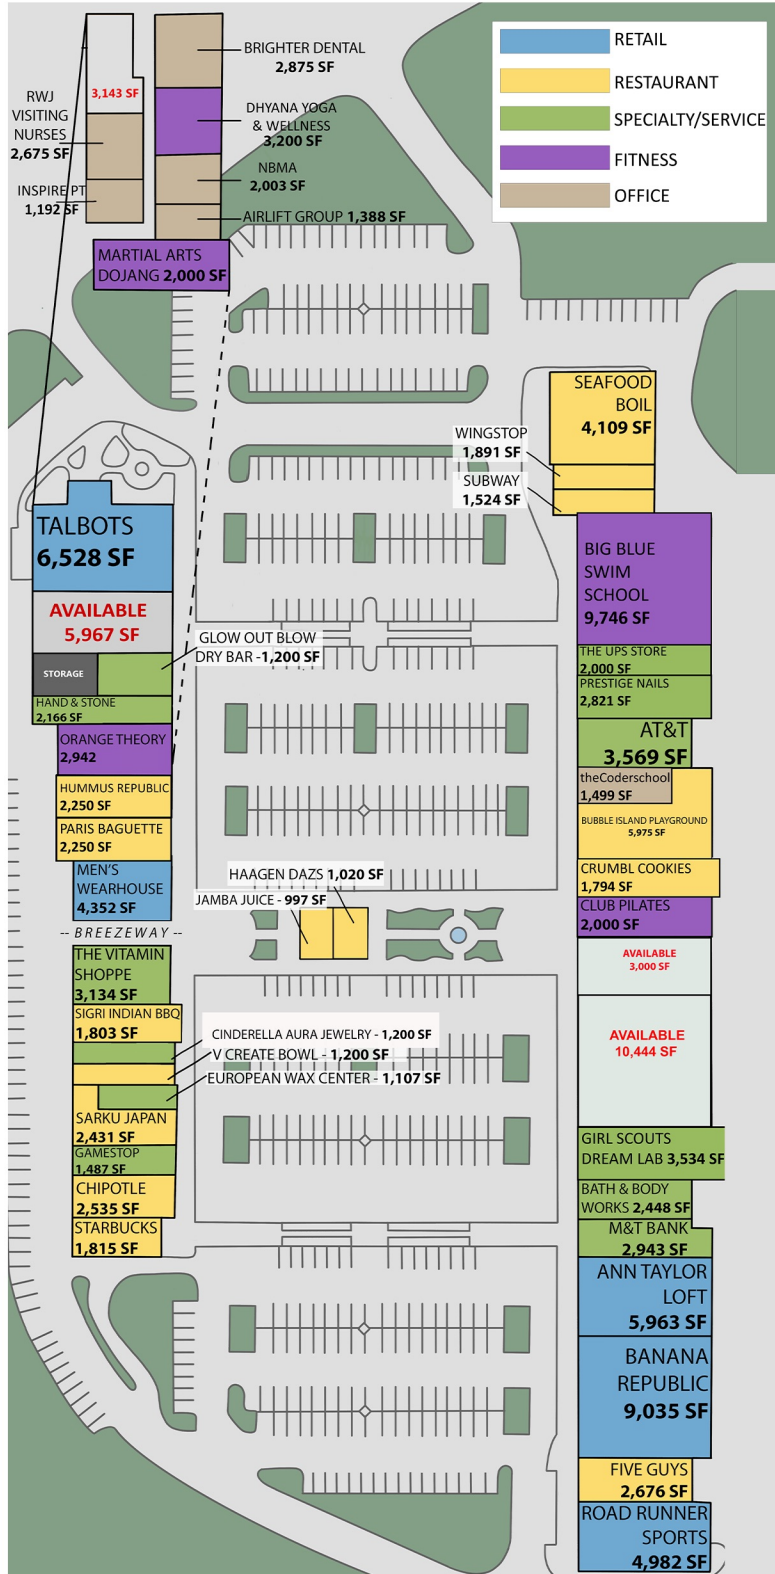 RETAIL
RESTAURANT
SPECIALTY/SERVICE
FITNESS
OFFICE
3,143 SF
RWJ
VISITING
NURSES
2,675 SF
INSPIRE PT
1,192 SF
BRIGHTER DENTAL
2,875 SF
DHYANA YOGA
& WELLNESS
3,200 SF
NBMA
2,003 SF
AIRLIFT GROUP 1,388 SF
MARTIAL ARTS
DOJANG 2,000 SF
TALBOTS
6,528 SF
AVAILABLE
5,967 SF
STORAGE
GLOW OUT BLOW
DRY BAR -1,200 SF
HAND & STONE
2,166 SF
ORANGE THEORY
2,942
HUMMUS REPUBLIC
2,250 SF
PARIS BAGUETTE
2,250 SF
MEN'S
WEARHOUSE
4,352 SF
-- BREEZEWAY --
THE VITAMIN
SHOPPE
3,134 SF
SIGRI INDIAN BBQ
1,803 SF
CINDERELLA AURA JEWELRY - 1,200 SF
V CREATE BOWL - 1,200 SF
EUROPEAN WAX CENTER - 1,107 SF
SARKU JAPAN
2,431 SF
GAMESTOP
1,487 SF
CHIPOTLE
2,535 SF
STARBUCKS
1,815 SF
HAAGEN DAZS 1,020 SF
JAMBA JUICE - 997 SF
SEAFOOD
BOIL
4,109 SF
WINGSTOP
1,891 SF
SUBWAY
1,524 SF
BIG BLUE
SWIM
SCHOOL
9,746 SF
THE UPS STORE
2,000 SF
PRESTIGE NAILS
2,821 SF
AT&T
3,569 SF
theCoderschool
1,499 SF
BUBBLE ISLAND PLAYGROUND
5,975 SF
CRUMBL COOKIES
1,794 SF
CLUB PILATES
2,000 SF
AVAILABLE
3,000 SF
AVAILABLE
10,444 SF
GIRL SCOUTS
DREAM LAB 3,534 SF
BATH & BODY
WORKS 2,448 SF
M&T BANK
2,943 SF
ANN TAYLOR
LOFT
5,963 SF
BANANA
REPUBLIC
9,035 SF
FIVE GUYS
2,676 SF
ROAD RUNNER
SPORTS
4,982 SF